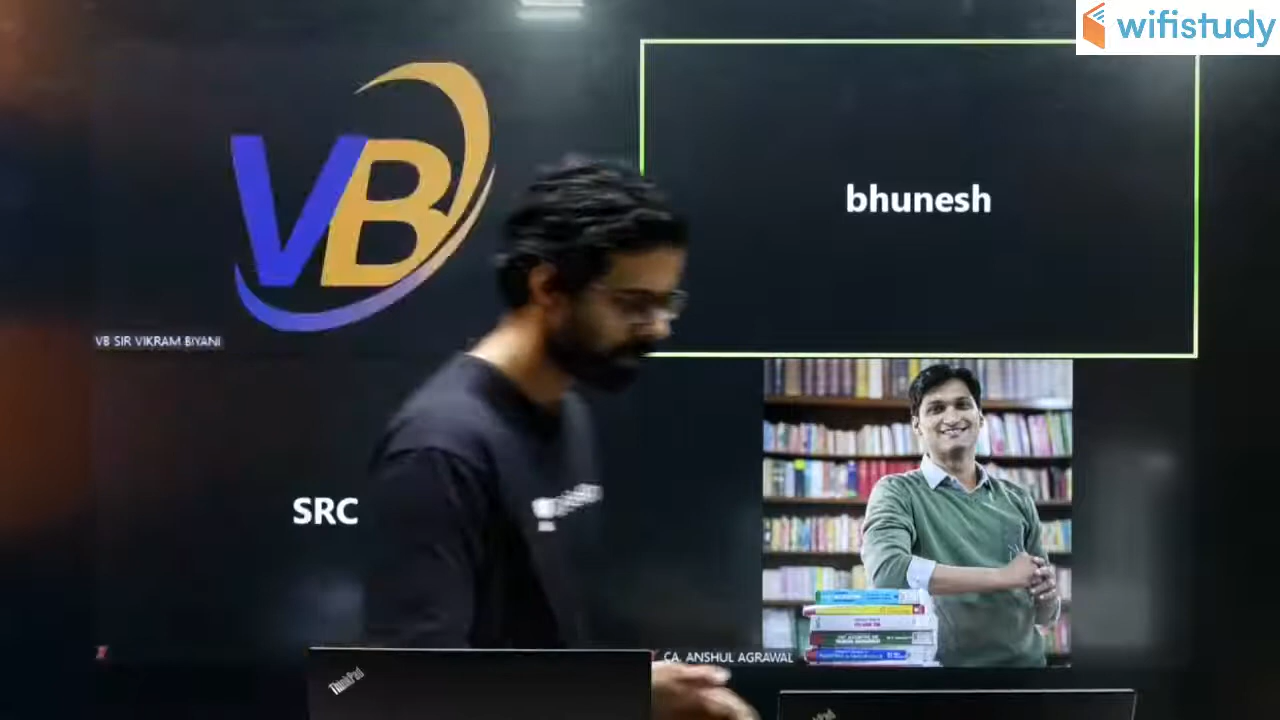 wifistudy
VB
bhunesh
VB SIR VIKRAM BIYANI
SRC
CA. ANSHUL AGRAWAL
ThinkPad